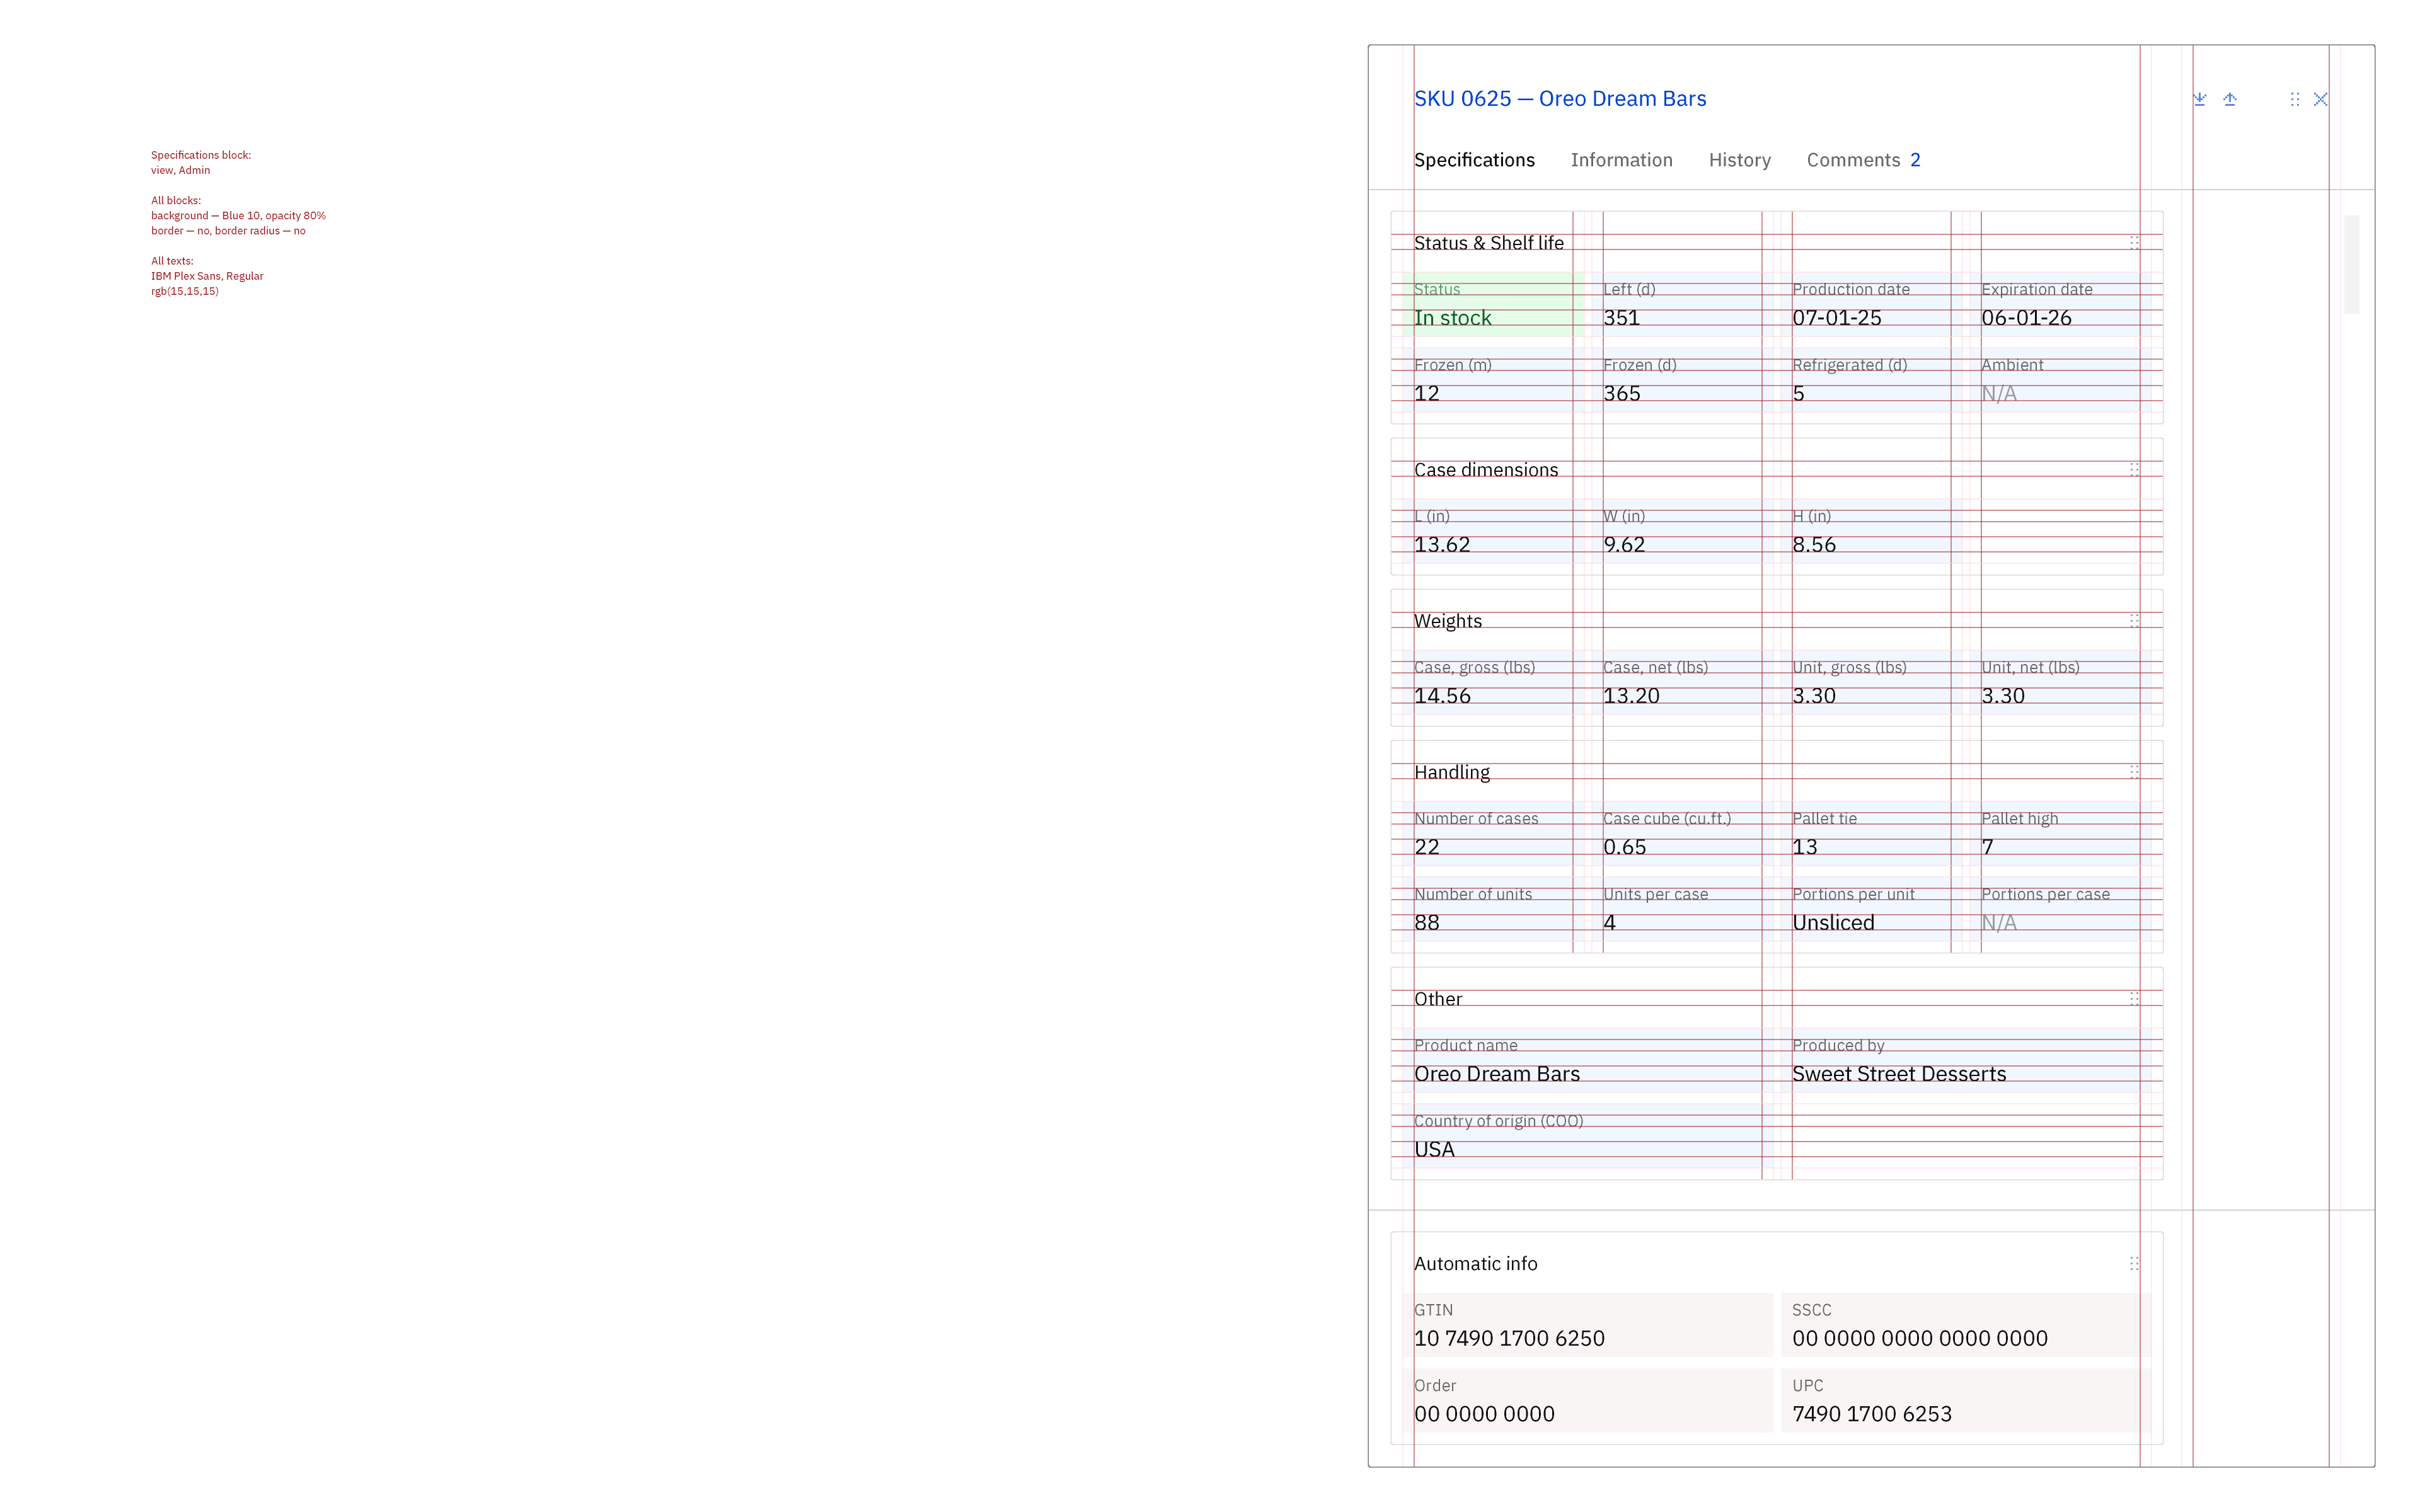 Specifications block:
view, Admin
All blocks:
background — Blue 10, opacity 80%
border — no, border radius — no
All texts:
IBM Plex Sans, Regular
rgb(15,15,15)
SKU 0625 — Oreo Dream Bars
Specifications Information History Comments 2
Status & Shelf life
Status Left (d) Production date Expiration date
In stock 351 07-01-25 06-01-26
Frozen (m) Frozen (d) Refrigerated (d) Ambient
12 365 5 N/A
Case dimensions
L (in) W (in) H (in)
13.62 9.62 8.56
Weights
Case, gross (lbs) Case, net (lbs) Unit, gross (lbs) Unit, net (lbs)
14.56 13.20 3.30 3.30
Handling
Number of cases Case cube (cu.ft.) Pallet tie Pallet high
22 0.65 13 7
Number of units Units per case Portions per unit Portions per case
88 4 Unsliced N/A
Other
Product name Produced by
Oreo Dream Bars Sweet Street Desserts
Country of origin (COO)
USA
Automatic info
GTIN SSCC
10 7490 1700 6250 00 0000 0000 0000 0000
Order UPC
00 0000 0000 7490 1700 6253